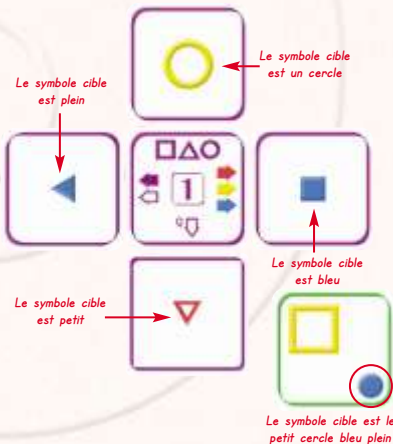 Le symbole cible
est un cercle
Le symbole cible
est plein
1
Le symbole cible
est bleu
Le symbole cible
est petit
Le symbole cible est le
petit cercle bleu plein